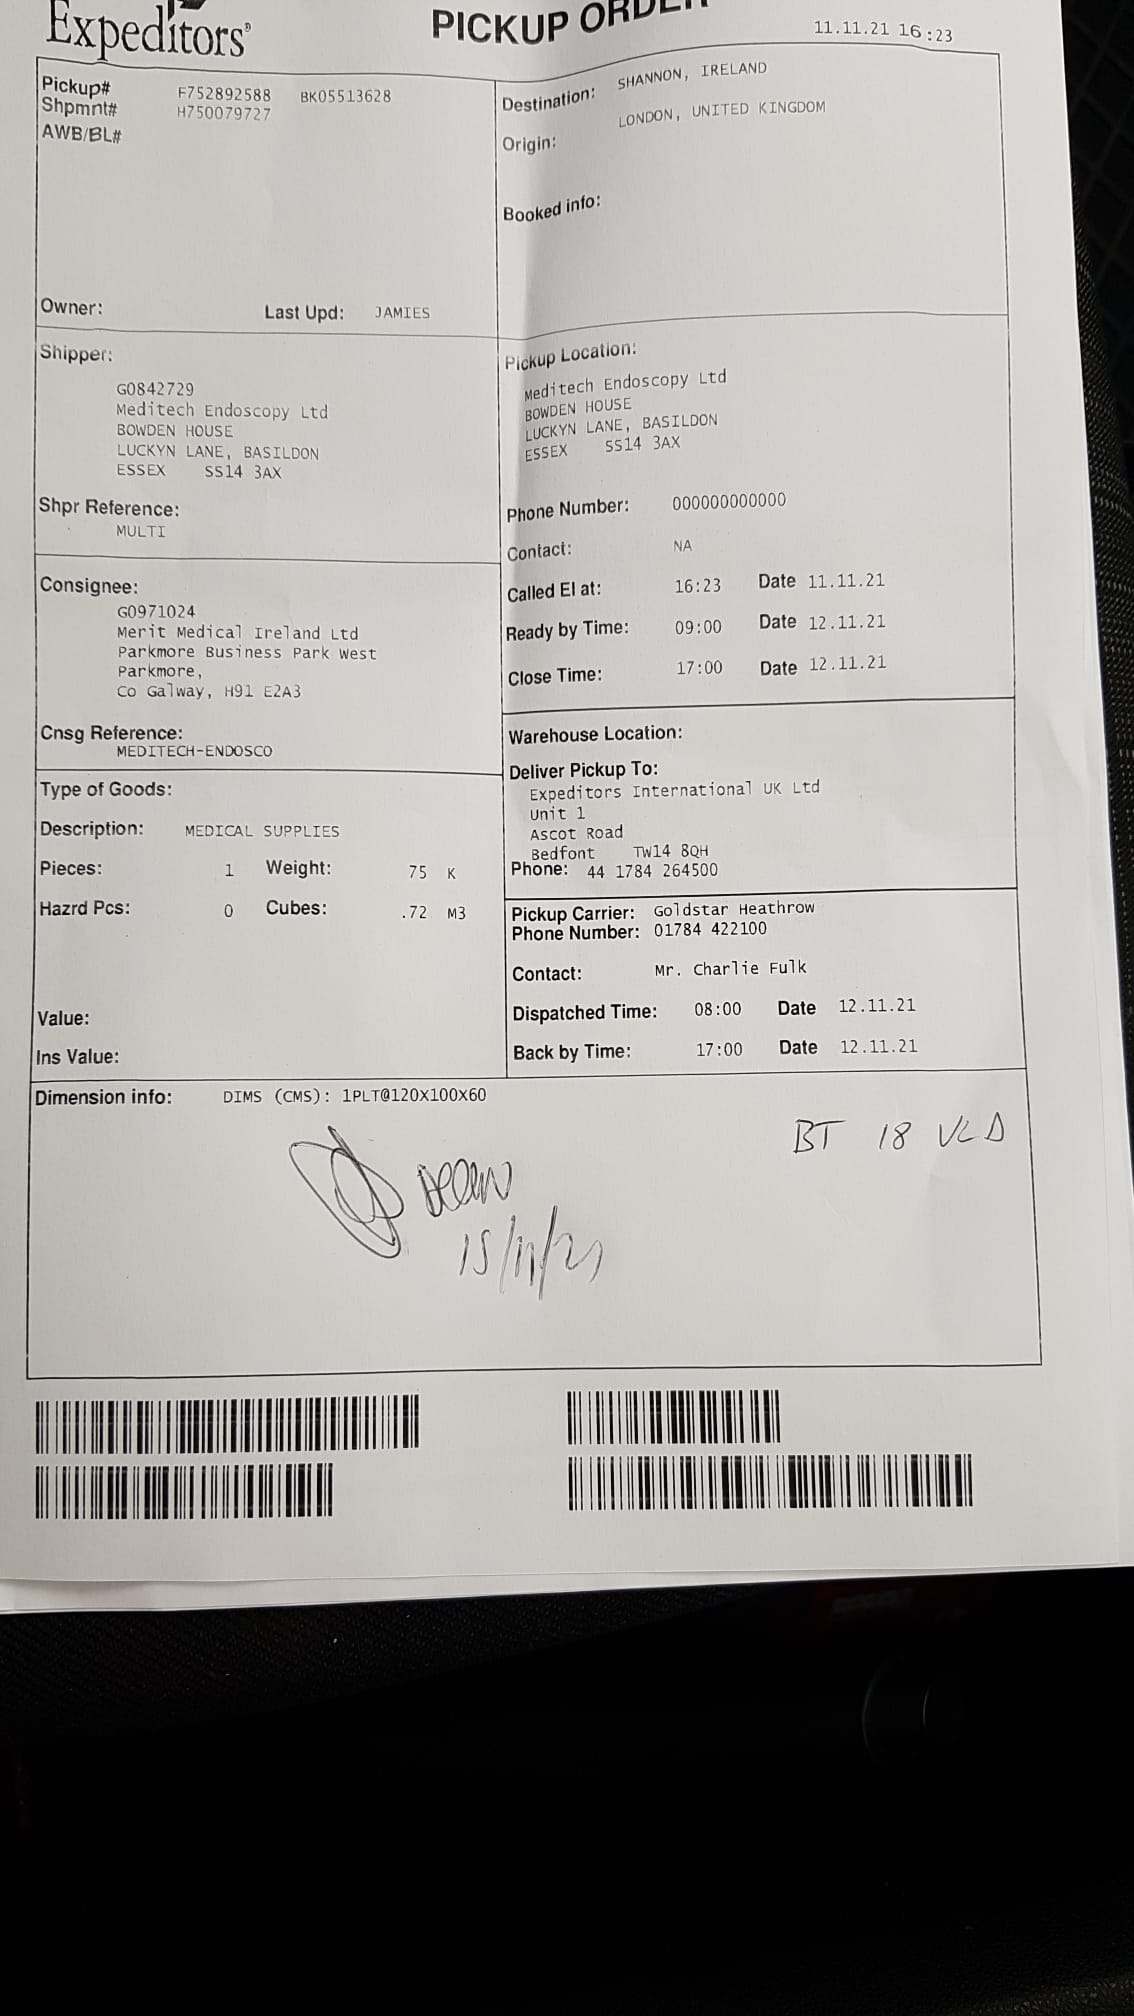 Expeditors®
PICKUP ORDER
11.11.21 16:23
Pickup# F752892588 BK05513628
Shpmnt# H750079727
AWB/BL#
Owner: Last Upd: JAMIES
Destination: SHANNON, IRELAND
Origin: LONDON, UNITED KINGDOM
Booked info:
Shipper:
G0842729
Meditech Endoscopy Ltd
BOWDEN HOUSE
LUCKYN LANE, BASILDON
ESSEX SS14 3AX
Shpr Reference:
MULTI
Pickup Location:
Meditech Endoscopy Ltd
BOWDEN HOUSE
LUCKYN LANE, BASILDON
ESSEX SS14 3AX
Phone Number: 000000000000
Contact: NA
Called EI at: 16:23 Date 11.11.21
Ready by Time: 09:00 Date 12.11.21
Close Time: 17:00 Date 12.11.21
Consignee:
G0971024
Merit Medical Ireland Ltd
Parkmore Business Park West
Parkmore,
Co Galway, H91 E2A3
Cnsg Reference:
MEDITECH-ENDOSCO
Warehouse Location:
Deliver Pickup To:
Expeditors International UK Ltd
Unit 1
Ascot Road
Bedfont TW14 8QH
Phone: 44 1784 264500
Type of Goods:
Description: MEDICAL SUPPLIES
Pieces: 1 Weight: 75 K
Hazrd Pcs: 0 Cubes: .72 M3
Value:
Ins Value:
Pickup Carrier: Goldstar Heathrow
Phone Number: 01784 422100
Contact: Mr. Charlie Fulk
Dispatched Time: 08:00 Date 12.11.21
Back by Time: 17:00 Date 12.11.21
Dimension info: DIMS (CMS): 1PLT@120X100X60
BT 18 VLD
15/11/21